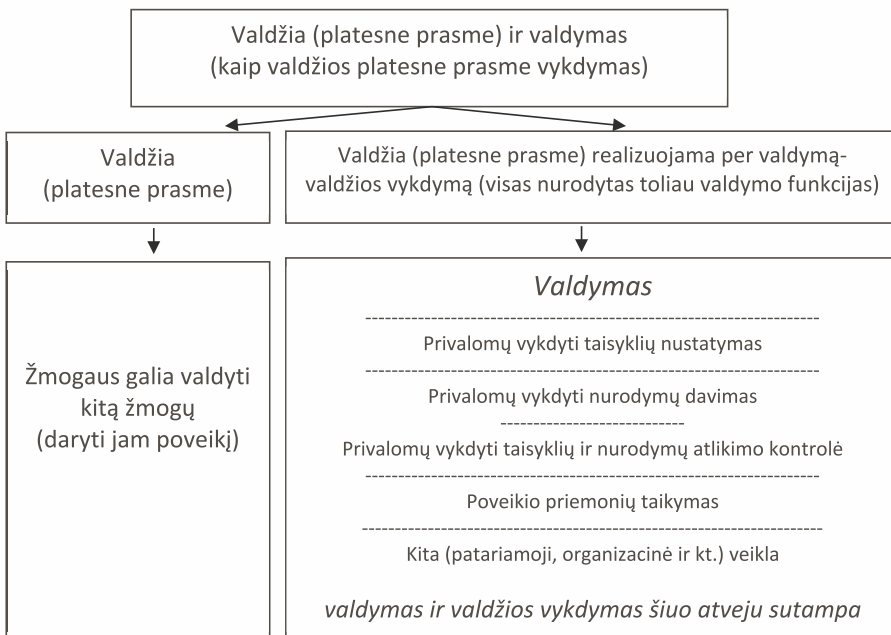 Valdžia (platesne prasme) ir valdymas
(kaip valdžios platesne prasme vykdymas)
Valdžia
(platesne prasme)
Valdžia (platesne prasme) realizuojama per valdymą-
valdžios vykdymą (visas nurodytas toliau valdymo funkcijas)
Žmogaus galia valdyti
kitą žmogų
(daryti jam poveikį)
Valdymas
Privalomų vykdyti taisyklių nustatymas
Privalomų vykdyti nurodymų davimas
Privalomų vykdyti taisyklių ir nurodymų atlikimo kontrolė
Poveikio priemonių taikymas
Kita (patariamoji, organizacinė ir kt.) veikla
valdymas ir valdžios vykdymas šiuo atveju sutampa